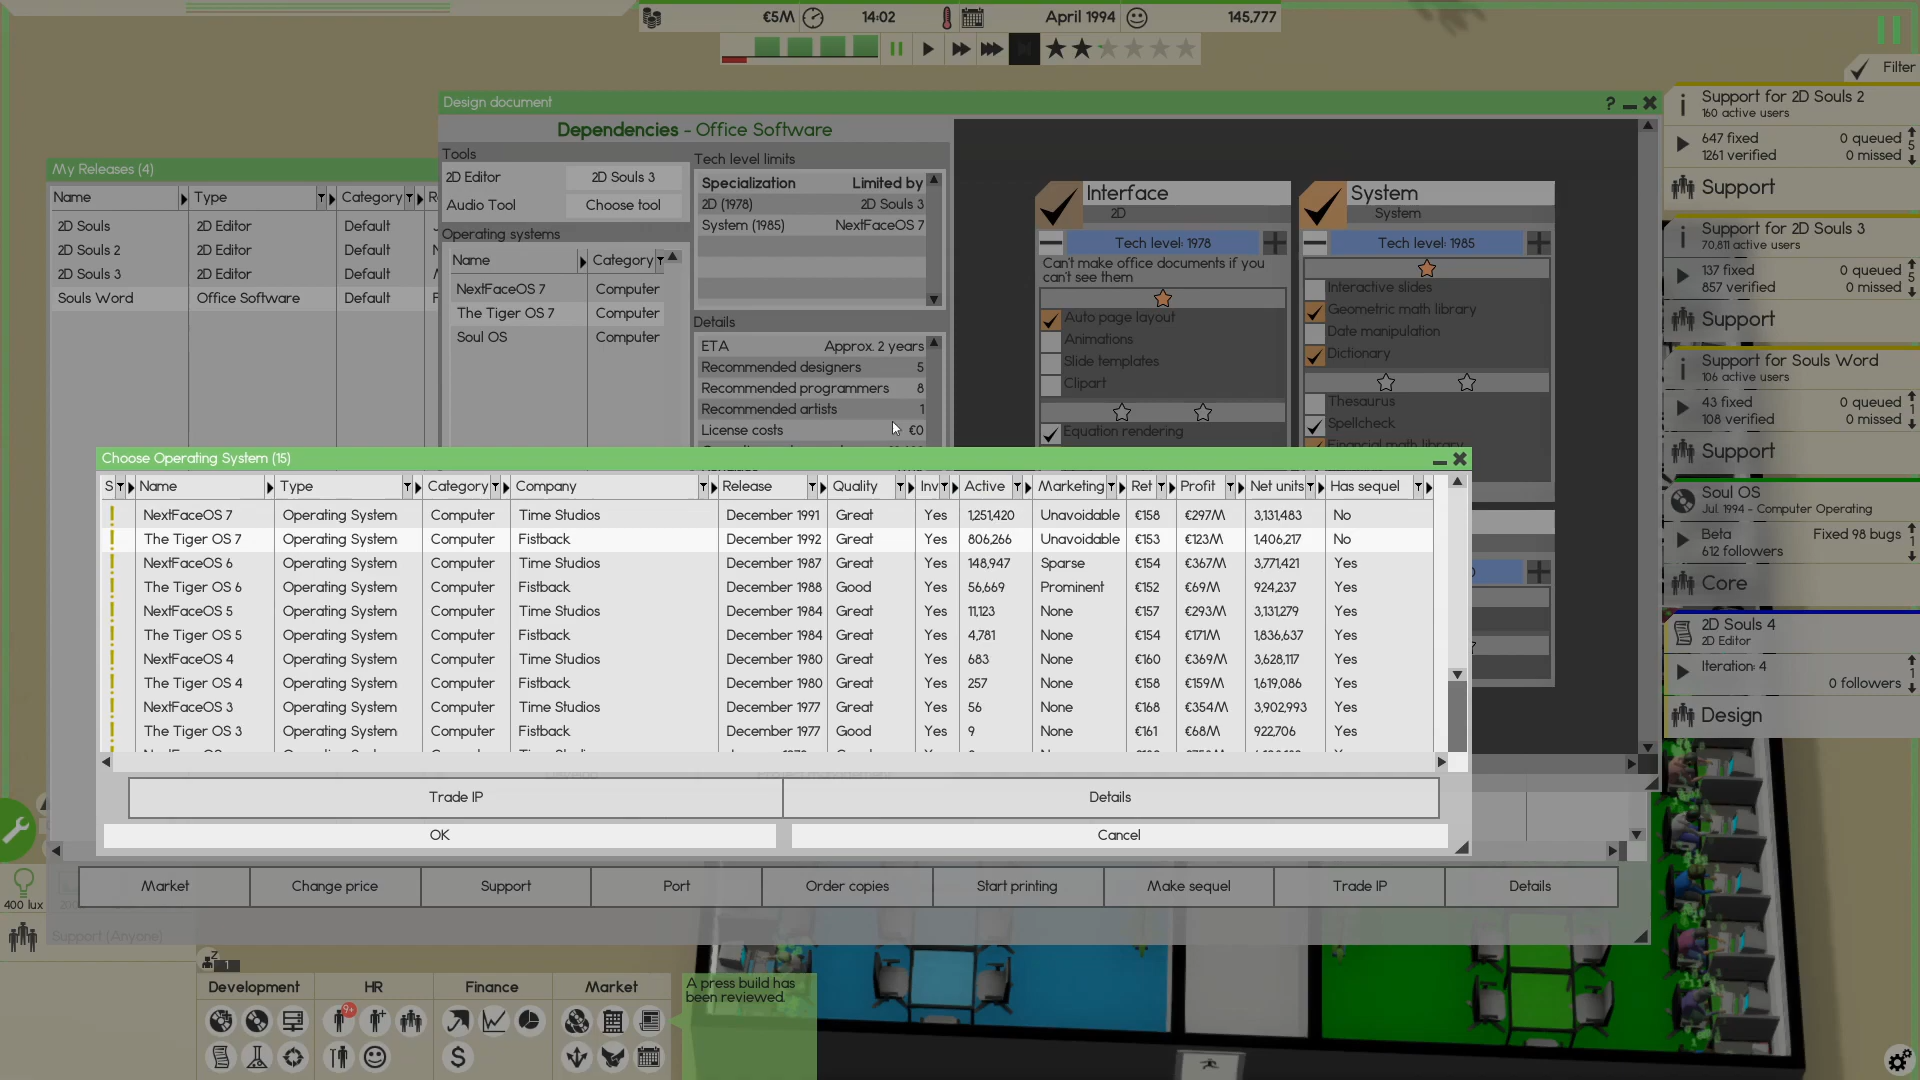 €5M 14:02 April 1994 145,777
Filter
Design document ?
Dependencies - Office Software
Tools
2D Editor 2D Souls 3
Audio Tool Choose tool
Operating systems
Name Category
NextFaceOS 7 Computer
The Tiger OS 7 Computer
Soul OS Computer
Tech level limits
Specialization Limited by
2D (1978) 2D Souls 3
System (1985) NextFaceOS 7
Details
ETA Approx. 2 years
Recommended designers 5
Recommended programmers 8
Recommended artists 1
License costs €0
Interface
2D
Tech level: 1978
Can't make office documents if you
can't see them
Auto page layout
Animations
Slide templates
Clipart
Equation rendering
System
System
Tech level: 1985
Interactive slides
Geometric math library
Date manipulation
Dictionary
Thesaurus
Spellcheck
Financial math library
My Releases (4)
Name Type Category
2D Souls 2D Editor Default
2D Souls 2 2D Editor Default
2D Souls 3 2D Editor Default
Souls Word Office Software Default
Choose Operating System (15)
S Name Type Category Company Release Quality Inv Active Marketing Ret Profit Net units Has sequel
NextFaceOS 7 Operating System Computer Time Studios December 1991 Great Yes 1,251,420 Unavoidable €158 €297M 3,131,483 No
The Tiger OS 7 Operating System Computer Fistback December 1992 Great Yes 806,266 Unavoidable €153 €123M 1,406,217 No
NextFaceOS 6 Operating System Computer Time Studios December 1987 Great Yes 148,947 Sparse €154 €367M 3,771,421 Yes
The Tiger OS 6 Operating System Computer Fistback December 1988 Good Yes 56,669 Prominent €152 €69M 924,237 Yes
NextFaceOS 5 Operating System Computer Time Studios December 1984 Great Yes 11,123 None €157 €293M 3,131,279 Yes
The Tiger OS 5 Operating System Computer Fistback December 1984 Great Yes 4,781 None €154 €171M 1,836,637 Yes
NextFaceOS 4 Operating System Computer Time Studios December 1980 Great Yes 683 None €160 €369M 3,628,117 Yes
The Tiger OS 4 Operating System Computer Fistback December 1980 Great Yes 257 None €158 €159M 1,619,086 Yes
NextFaceOS 3 Operating System Computer Time Studios December 1977 Great Yes 56 None €168 €354M 3,902,993 Yes
The Tiger OS 3 Operating System Computer Fistback December 1977 Good Yes 9 None €161 €68M 922,706 Yes
Trade IP Details
OK Cancel
Market Change price Support Port Order copies Start printing Make sequel Trade IP Details
Support (Anyone)
400 lux
Support for 2D Souls 2
160 active users
647 fixed 0 queued
1261 verified 0 missed
5
Support
Support for 2D Souls 3
70,811 active users
137 fixed 0 queued
857 verified 0 missed
5
Support
Support for Souls Word
106 active users
43 fixed 0 queued
108 verified 0 missed
1
Support
Soul OS
Jul. 1994 - Computer Operating
Beta Fixed 98 bugs
612 followers
1
Core
2D Souls 4
2D Editor
Iteration: 4
0 followers
1
Design
z
1
Development HR Finance Market
9+
A press build has
been reviewed.